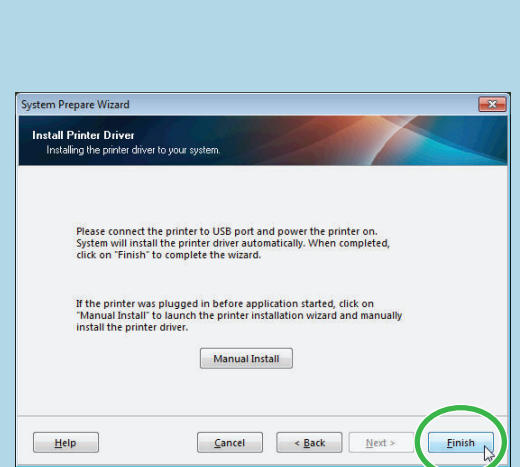 System Prepare Wizard
Install Printer Driver
Installing the printer driver to your system.
Please connect the printer to USB port and power the printer on.
System will install the printer driver automatically. When completed,
click on "Finish" to complete the wizard.
If the printer was plugged in before application started, click on
"Manual Install" to launch the printer installation wizard and manually
install the printer driver.
Manual Install
Help
Cancel
< Back
Next >
Finish